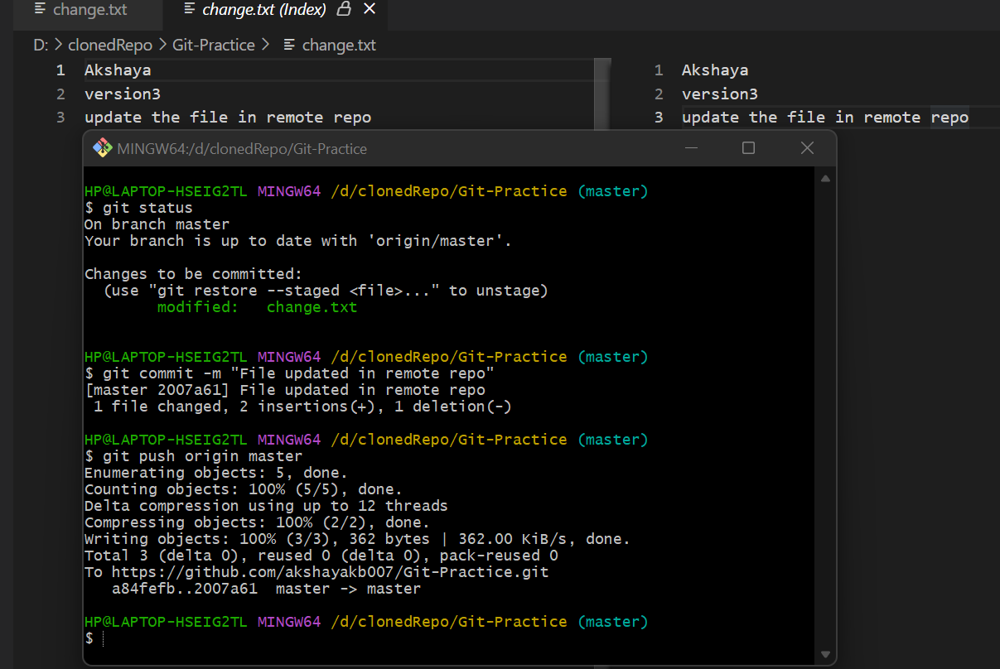 change.txt
change.txt (Index)
D: > clonedRepo > Git-Practice > change.txt
1 Akshaya
2 version3
3 update the file in remote repo
1 Akshaya
2 version3
3 update the file in remote repo
MINGW64:/d/clonedRepo/Git-Practice
HP@LAPTOP-HSEIG2TL MINGW64 /d/clonedRepo/Git-Practice (master)
$ git status
On branch master
Your branch is up to date with 'origin/master'.
Changes to be committed:
(use "git restore --staged <file>..." to unstage)
modified: change.txt
HP@LAPTOP-HSEIG2TL MINGW64 /d/clonedRepo/Git-Practice (master)
$ git commit -m "File updated in remote repo"
[master 2007a61] File updated in remote repo
1 file changed, 2 insertions(+), 1 deletion(-)
HP@LAPTOP-HSEIG2TL MINGW64 /d/clonedRepo/Git-Practice (master)
$ git push origin master
Enumerating objects: 5, done.
Counting objects: 100% (5/5), done.
Delta compression using up to 12 threads
Compressing objects: 100% (2/2), done.
Writing objects: 100% (3/3), 362 bytes | 362.00 KiB/s, done.
Total 3 (delta 0), reused 0 (delta 0), pack-reused 0
To https://github.com/akshayakb007/Git-Practice.git
a84fefb..2007a61 master -> master
HP@LAPTOP-HSEIG2TL MINGW64 /d/clonedRepo/Git-Practice (master)
$